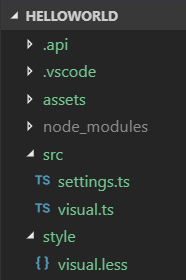 HELLOWORLD
.api
.vscode
assets
node_modules
src
TS settings.ts
TS visual.ts
style
{ } visual.less